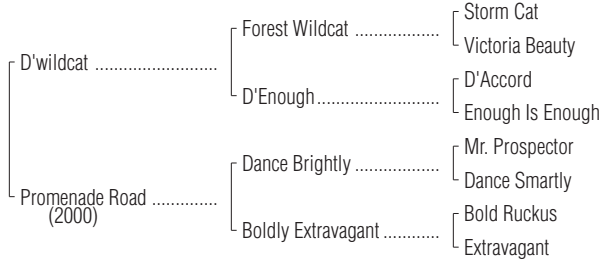 Storm Cat
Forest Wildcat ..................
Victoria Beauty
D'wildcat ..........................
D'Accord
D'Enough..........................
Enough Is Enough
Mr. Prospector
Dance Brightly ..................
Dance Smartly
Promenade Road ..............
(2000)
Bold Ruckus
Boldly Extravagant ............
Extravagant